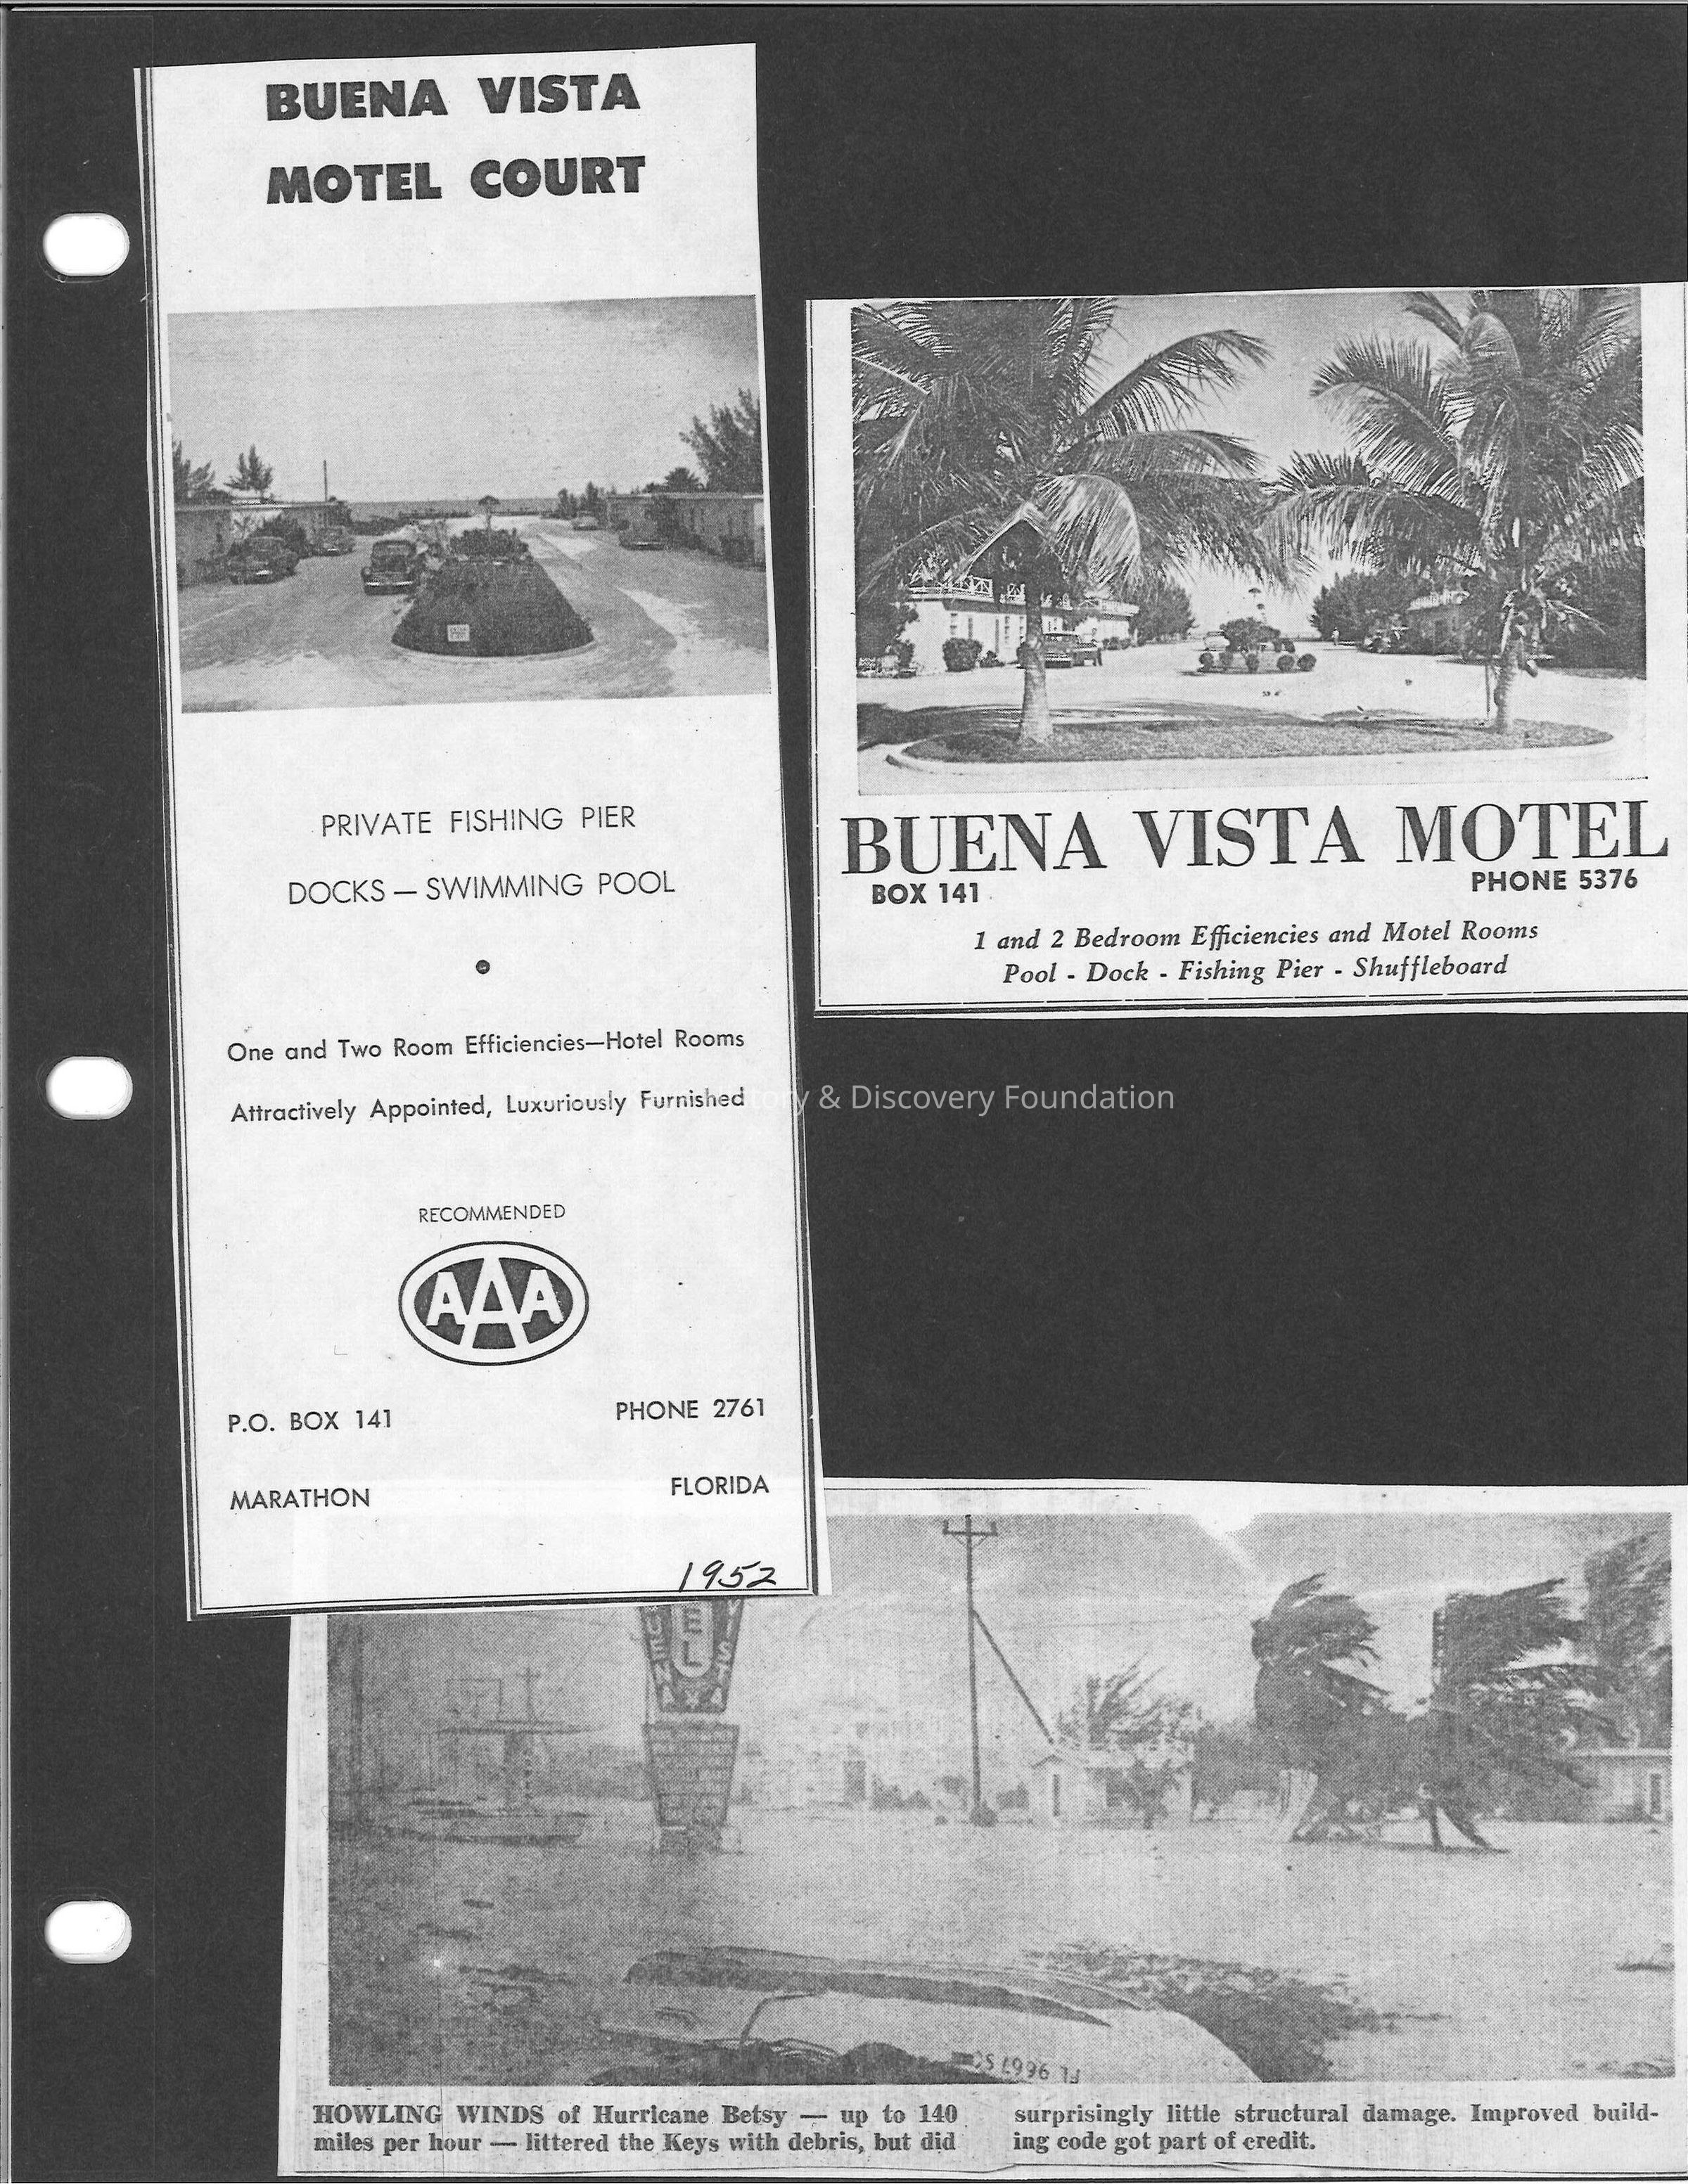 BUENA VISTA
MOTEL COURT
PRIVATE FISHING PIER
DOCKS — SWIMMING POOL
One and Two Room Efficiencies—Hotel Rooms
Attractively Appointed, Luxuriously Furnished
RECOMMENDED
AAA
P.O. BOX 141 PHONE 2761
MARATHON FLORIDA
1952
BUENA VISTA MOTEL
BOX 141 PHONE 5376
1 and 2 Bedroom Efficiencies and Motel Rooms
Pool - Dock - Fishing Pier - Shuffleboard
& Discovery Foundation
VISTA
FL 9667 S
HOWLING WINDS of Hurricane Betsy — up to 140
miles per hour — littered the Keys with debris, but did
surprisingly little structural damage. Improved build-
ing code got part of credit.